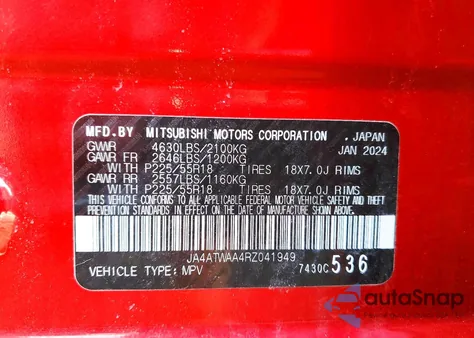 MFD.BY MITSUBISHI MOTORS CORPORATION , JAPAN
GVWR 4630LBS/2100KG JAN 2024
GAWR FR 2646LBS/1200KG
WITH P225/55R18 TIRES 18X7.0J RIMS
GAWR RR 2557LBS/1160KG
WITH P225/55R18 TIRES 18X7.0J RIMS
THIS VEHICLE CONFORMS TO ALL APPLICABLE FEDERAL MOTOR VEHICLE
SAFETY AND THEFT PREVENTION STANDARDS IN EFFECT ON THE
DATE OF MANUFACTURE SHOWN ABOVE.
JA4ATWAA4RZ041949
VEHICLE TYPE: MPV 7430C 536
autoSnap